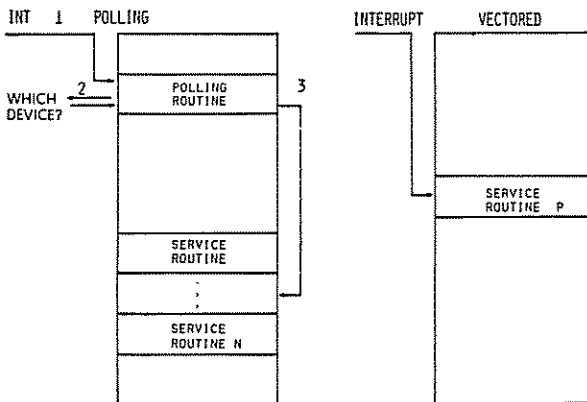 INT 1 POLLING
INTERRUPT VECTORED
2
3
WHICH
DEVICE?
POLLING
ROUTINE
SERVICE
ROUTINE
SERVICE
ROUTINE N
SERVICE
ROUTINE P